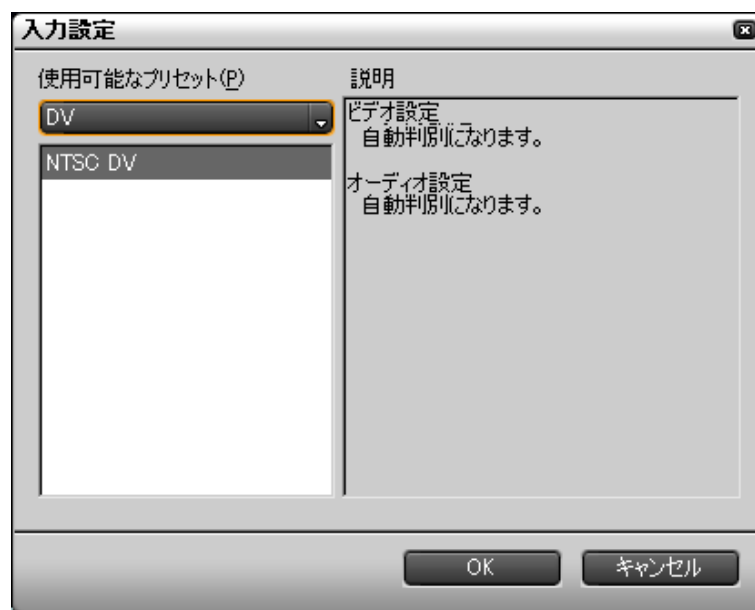 入力設定
使用可能なプリセット(P)
DV
NTSC DV
説明
ビデオ設定
自動判別になります。
オーディオ設定
自動判別になります。
OK
キャンセル